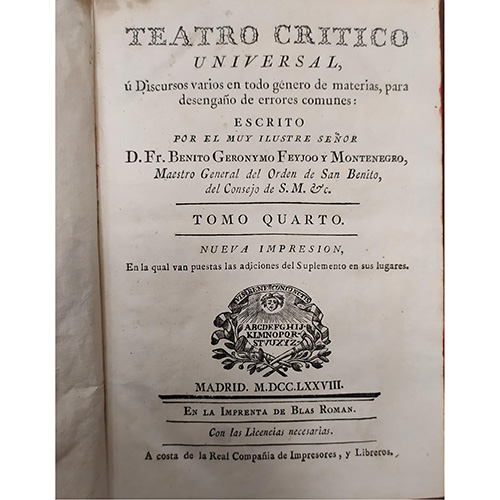 TEATRO CRITICO
UNIVERSAL,
ú Discursos varios en todo género de materias, para
desengaño de errores comunes:
ESCRITO
POR EL MUY ILUSTRE SEÑOR
D. FR. BENITO GERONYMO FEYJOO Y MONTENEGRO,
Maestro General del Orden de San Benito,
del Consejo de S. M. &c.
TOMO QUARTO.
NUEVA IMPRESION,
En la qual van puestas las adiciones del Suplemento en sus lugares.
ABCDEFGHIJ
KLMNOPQR
STVUXYZ
MADRID. M.DCC.LXXVIII.
EN LA IMPRENTA DE BLAS ROMAN.
Con las Licencias necesarias.
A costa de la Real Compañia de Impresores, y Libreros.